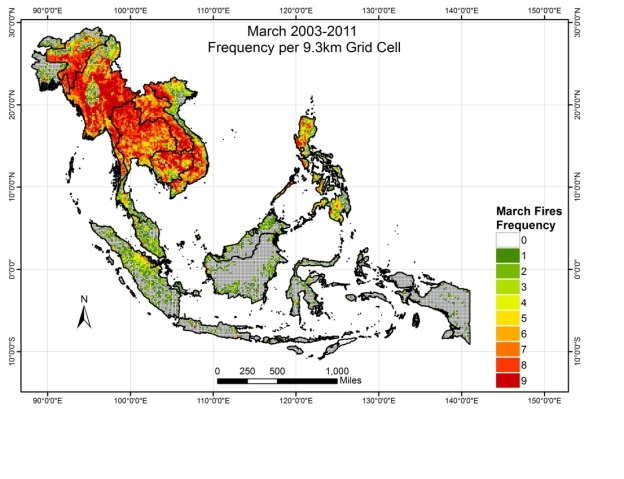 90°0'0"E 100°0'0"E 110°0'0"E 120°0'0"E 130°0'0"E 140°0'0"E 150°0'0"E
March 2003-2011
Frequency per 9.3km Grid Cell
30°0'0"N 30°0'0"N
20°0'0"N 20°0'0"N
10°0'0"N 10°0'0"N
0°0'0" 0°0'0"
10°0'0"S 10°0'0"S
March Fires
Frequency
0
1
2
3
4
5
6
7
8
9
N
0 250 500 1,000
Miles
90°0'0"E 100°0'0"E 110°0'0"E 120°0'0"E 130°0'0"E 140°0'0"E 150°0'0"E